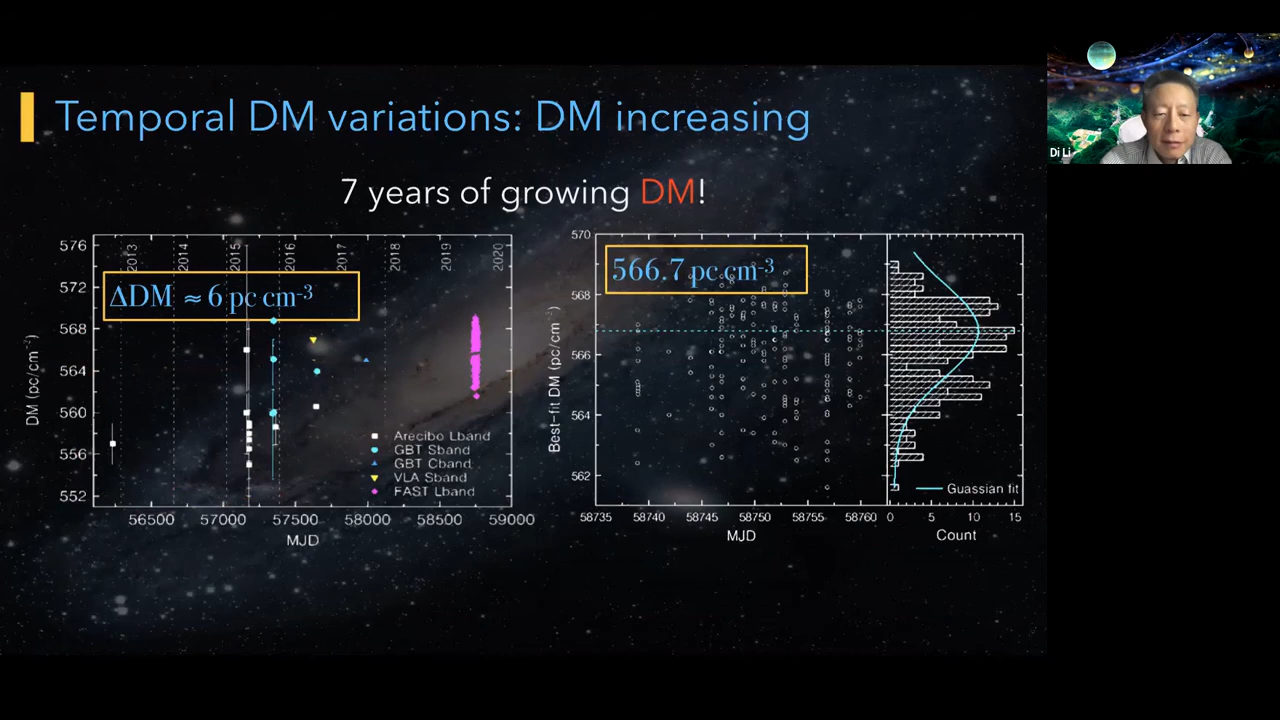 Temporal DM variations: DM increasing
7 years of growing DM!
Di Li
576
572
568
564
560
556
552
DM (pc/cm⁻³)
2013
2014
2015
2016
2017
2018
2019
2020
ΔDM ≈ 6 pc cm⁻³
Arecibo Lband
GBT Sband
GBT Cband
VLA Sband
FAST Lband
56500 57000 57500 58000 58500 59000
MJD
570
568
566
564
562
Best-fit DM (pc/cm⁻³)
566.7 pc cm⁻³
58735 58740 58745 58750 58755 58760
MJD
Gaussian fit
0 5 10 15
Count